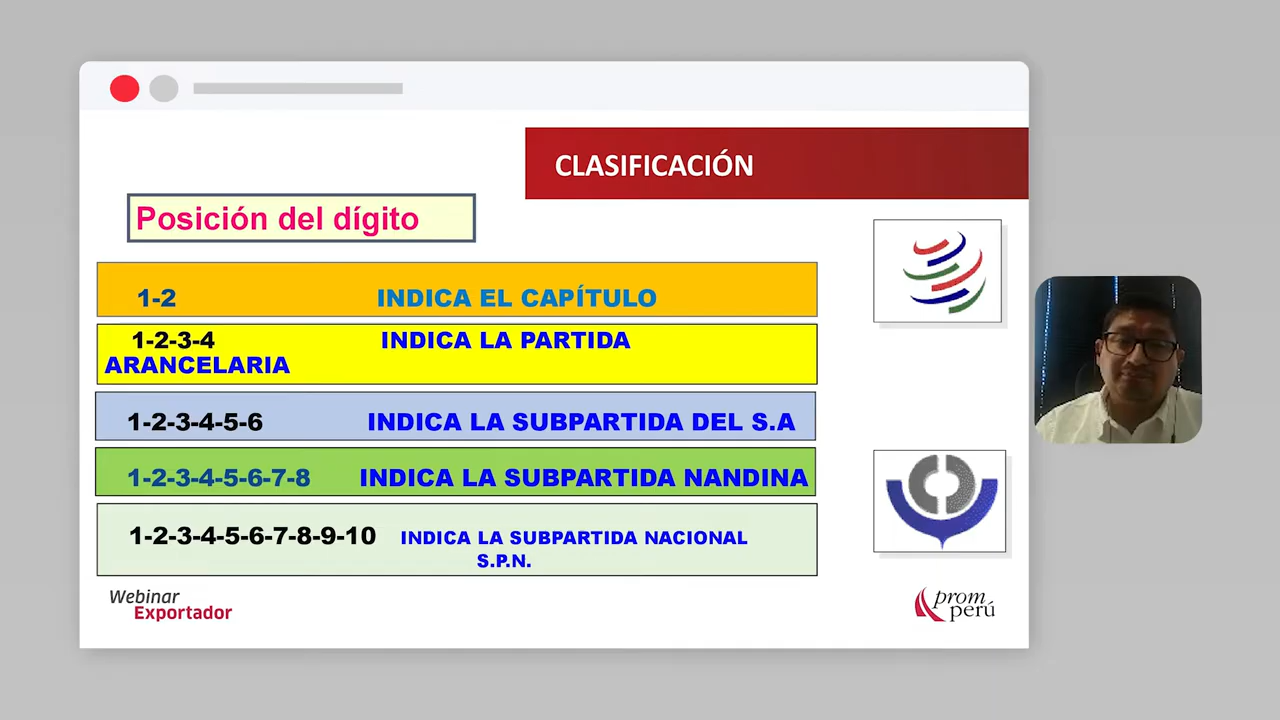 CLASIFICACIÓN
Posición del dígito
1-2 INDICA EL CAPÍTULO
1-2-3-4 INDICA LA PARTIDA
ARANCELARIA
1-2-3-4-5-6 INDICA LA SUBPARTIDA DEL S.A
1-2-3-4-5-6-7-8 INDICA LA SUBPARTIDA NANDINA
1-2-3-4-5-6-7-8-9-10 INDICA LA SUBPARTIDA NACIONAL
S.P.N.
Webinar
Exportador
prom
perú